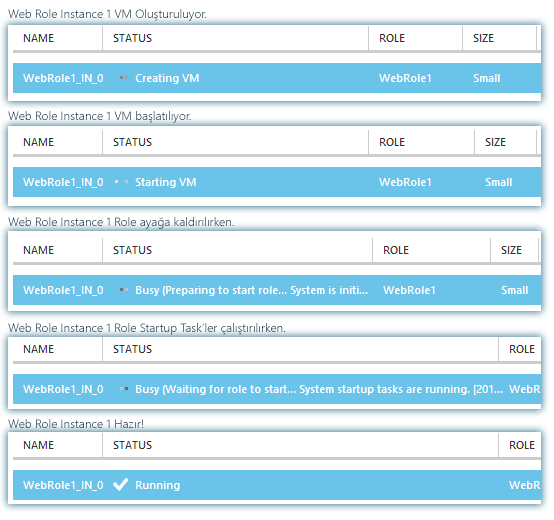 Web Role Instance 1 VM Oluşturuluyor.
NAME STATUS ROLE SIZE
WebRole1_IN_0 Creating VM WebRole1 Small
Web Role Instance 1 VM başlatılıyor.
NAME STATUS ROLE SIZE
WebRole1_IN_0 Starting VM WebRole1 Small
Web Role Instance 1 Role ayağa kaldırılırken.
NAME STATUS ROLE SIZE
WebRole1_IN_0 Busy (Preparing to start role... System is initi... WebRole1 Small
Web Role Instance 1 Role Startup Task’ler çalıştırılırken.
NAME STATUS ROLE
WebRole1_IN_0 Busy (Waiting for role to start... System startup tasks are running. [201... WebR
Web Role Instance 1 Hazır!
NAME STATUS ROLE
WebRole1_IN_0 Running WebR